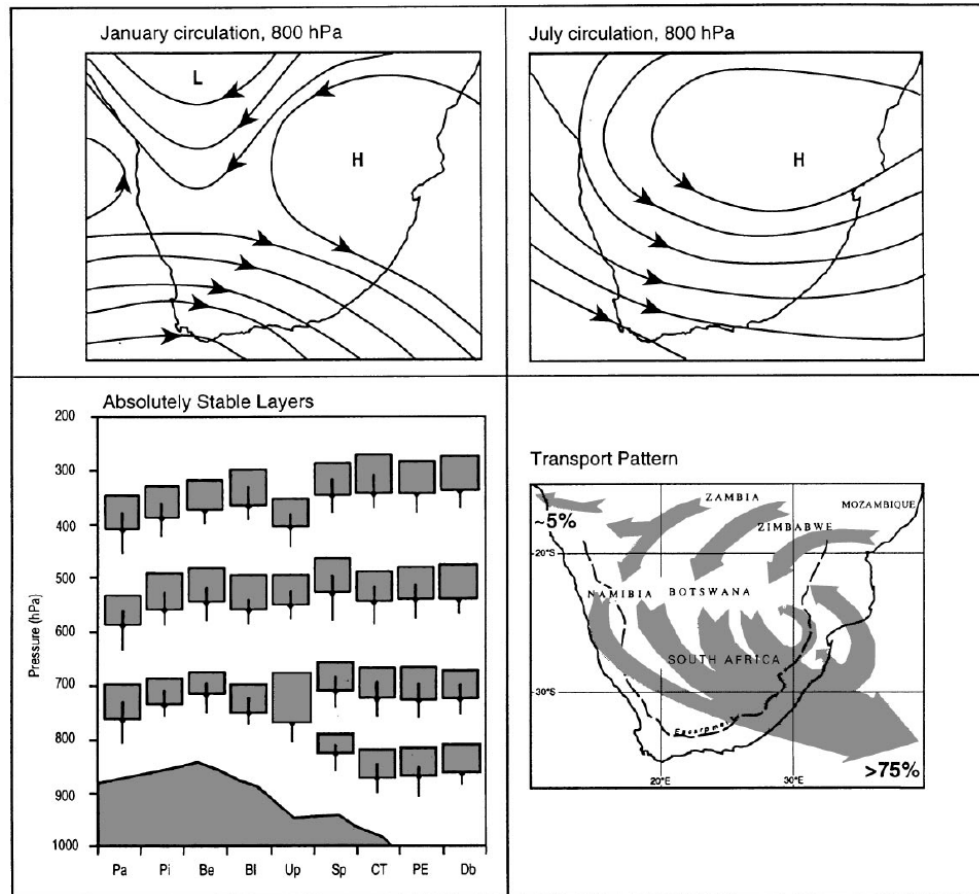 January circulation, 800 hPa
L
H
July circulation, 800 hPa
H
Absolutely Stable Layers
Pressure (hPa)
200
300
400
500
600
700
800
900
1000
Pa Pi Be Bl Up Sp CT PE Db
Transport Pattern
ZAMBIA
MOZAMBIQUE
~5%
ZIMBABWE
20°S
NAMIBIA BOTSWANA
SOUTH AFRICA
30°S
Escarpment
20°E 30°E
>75%